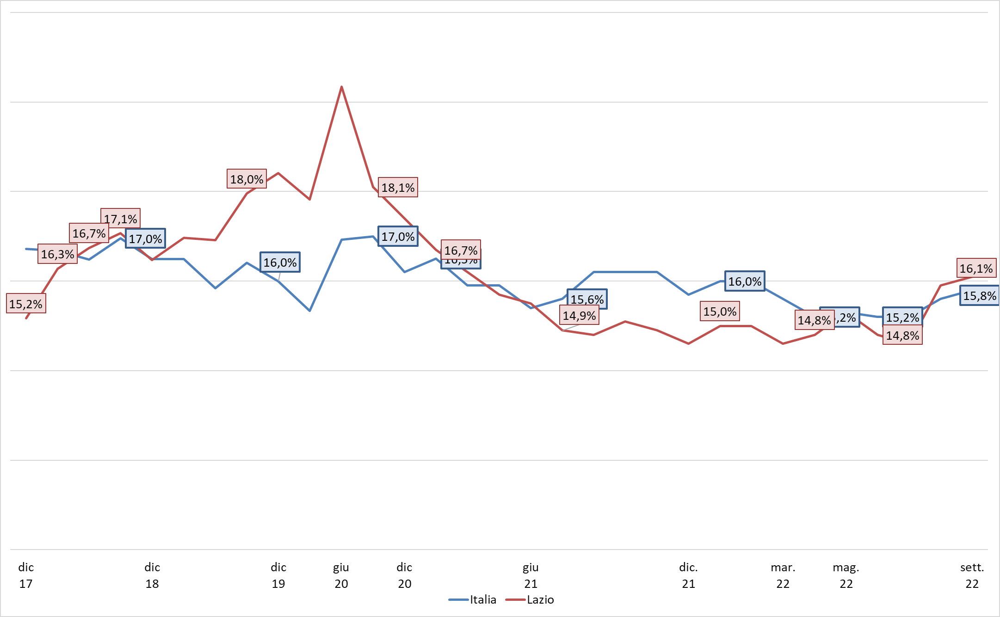 18,0%
18,1%
17,1%
16,7%
17,0%
17,0%
16,3%
16,7%
16,0%
16,1%
16,0%
15,2%
15,6%
15,8%
14,9%
15,0%
14,8%
15,2%
14,8%
dic
17
dic
18
dic
19
giu
20
dic
20
giu
21
dic.
21
mar.
22
mag.
22
sett.
22
Italia
Lazio